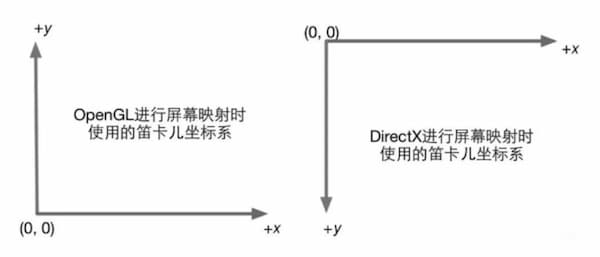 +y
OpenGL进行屏幕映射时
使用的笛卡儿坐标系
(0, 0)
+x
(0, 0)
+x
DirectX进行屏幕映射时
使用的笛卡儿坐标系
+y